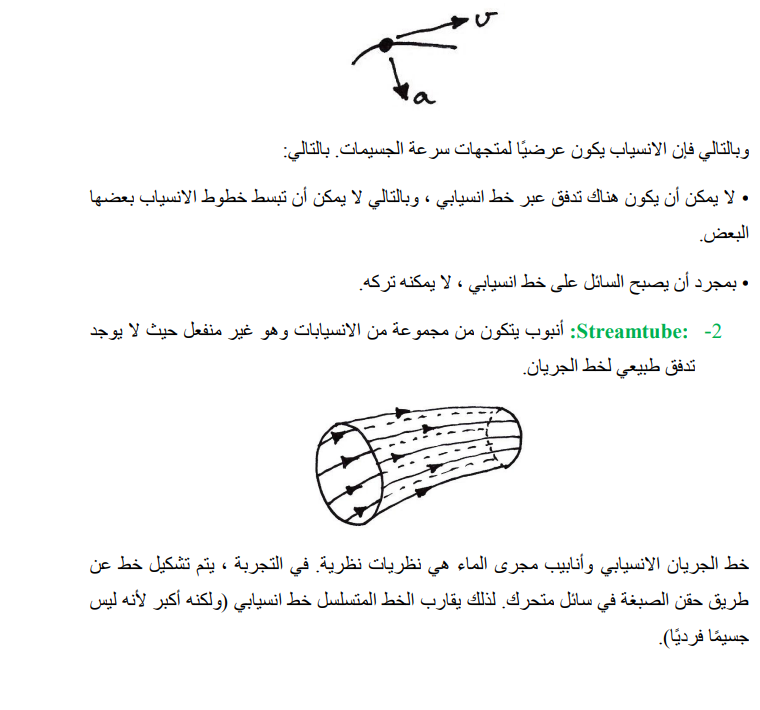 v
a
وبالتالي فإن الانسياب يكون عرضيًا لمتجهات سرعة الجسيمات. بالتالي:
• لا يمكن أن يكون هناك تدفق عبر خط انسيابي ، وبالتالي لا يمكن أن تبسط خطوط الانسياب بعضها
البعض.
• بمجرد أن يصبح السائل على خط انسيابي ، لا يمكنه تركه.
2- Streamtube: أنبوب يتكون من مجموعة من الانسيابات وهو غير منفعل حيث لا يوجد
تدفق طبيعي لخط الجريان.
خط الجريان الانسيابي وأنابيب مجرى الماء هي نظريات نظرية. في التجربة ، يتم تشكيل خط عن
طريق حقن الصبغة في سائل متحرك. لذلك يقارب الخط المتسلسل خط انسيابي (ولكنه أكبر لأنه ليس
جسيمًا فرديًا).